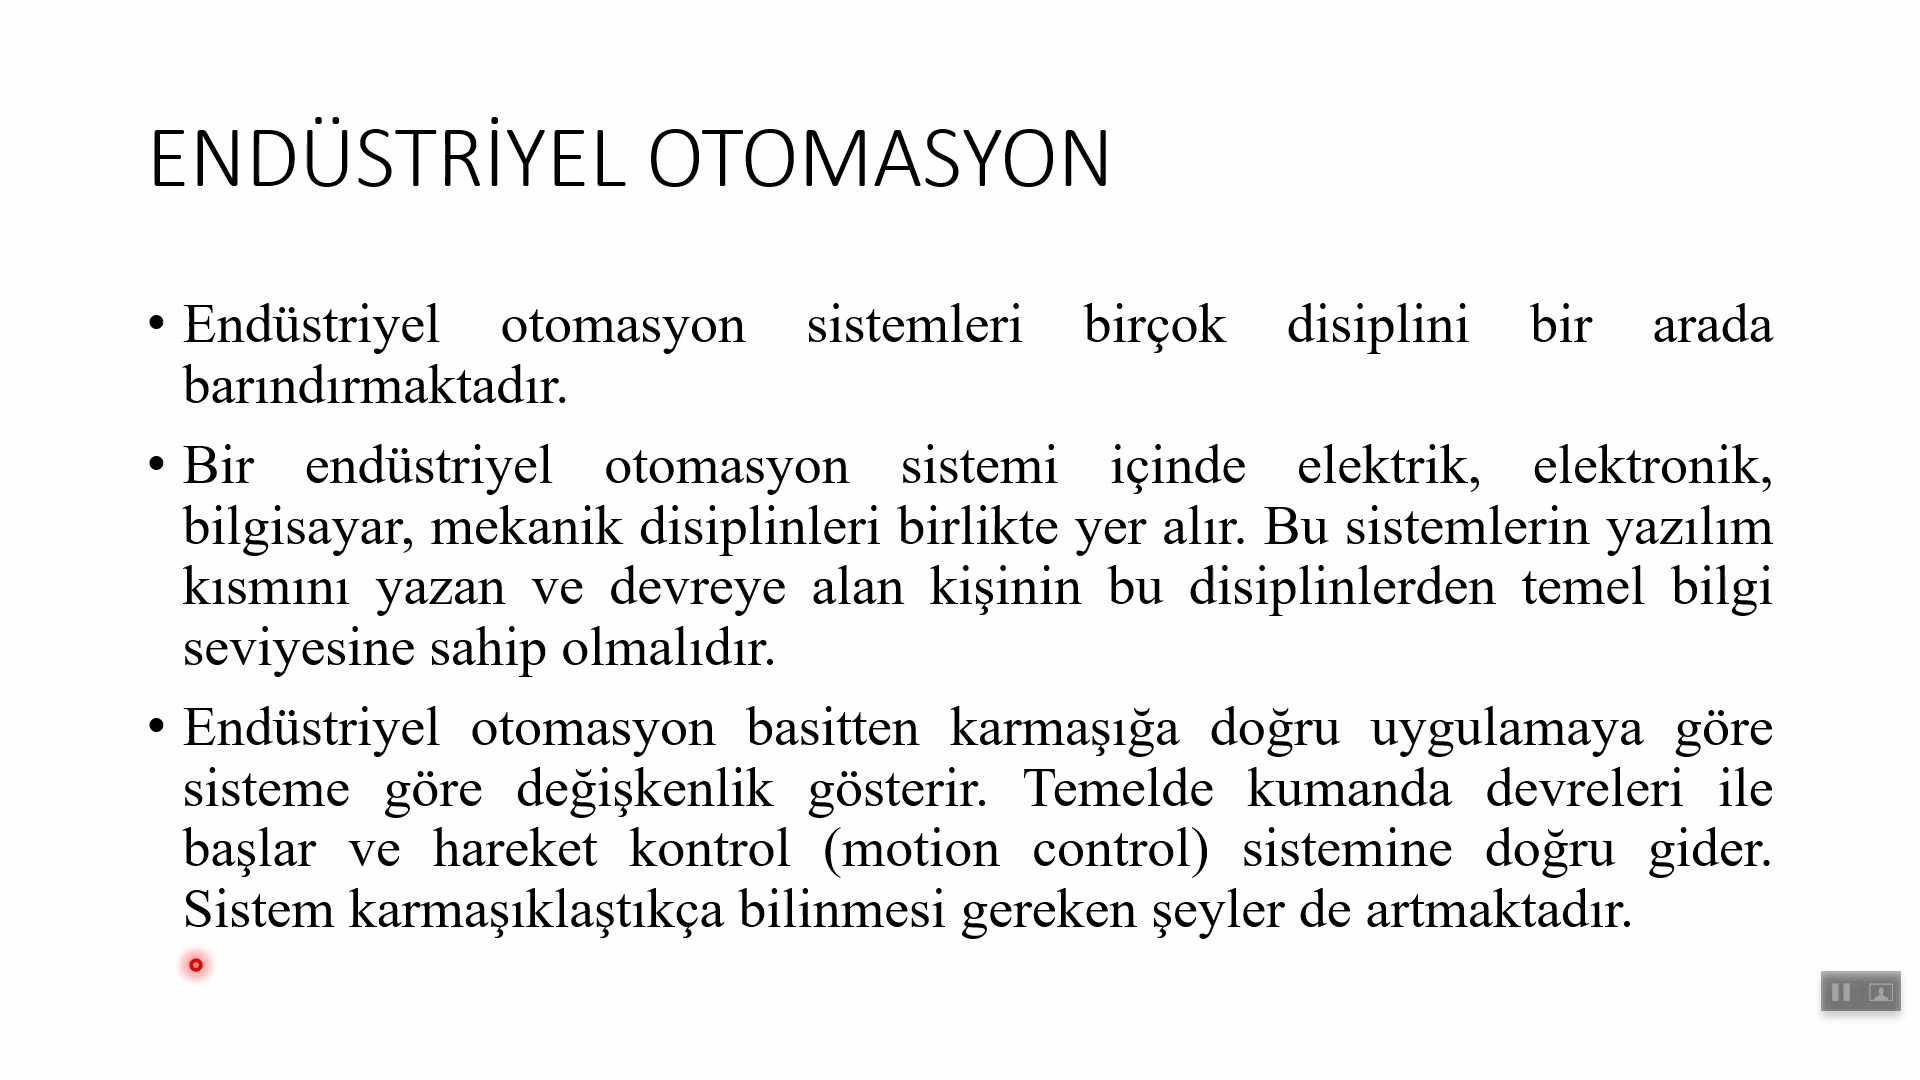 ENDÜSTRİYEL OTOMASYON
• Endüstriyel otomasyon sistemleri birçok disiplini bir arada
barındırmaktadır.
• Bir endüstriyel otomasyon sistemi içinde elektrik, elektronik,
bilgisayar, mekanik disiplinleri birlikte yer alır. Bu sistemlerin yazılım
kısmını yazan ve devreye alan kişinin bu disiplinlerden temel bilgi
seviyesine sahip olmalıdır.
• Endüstriyel otomasyon basitten karmaşığa doğru uygulamaya göre
sisteme göre değişkenlik gösterir. Temelde kumanda devreleri ile
başlar ve hareket kontrol (motion control) sistemine doğru gider.
Sistem karmaşıklaştıkça bilinmesi gereken şeyler de artmaktadır.